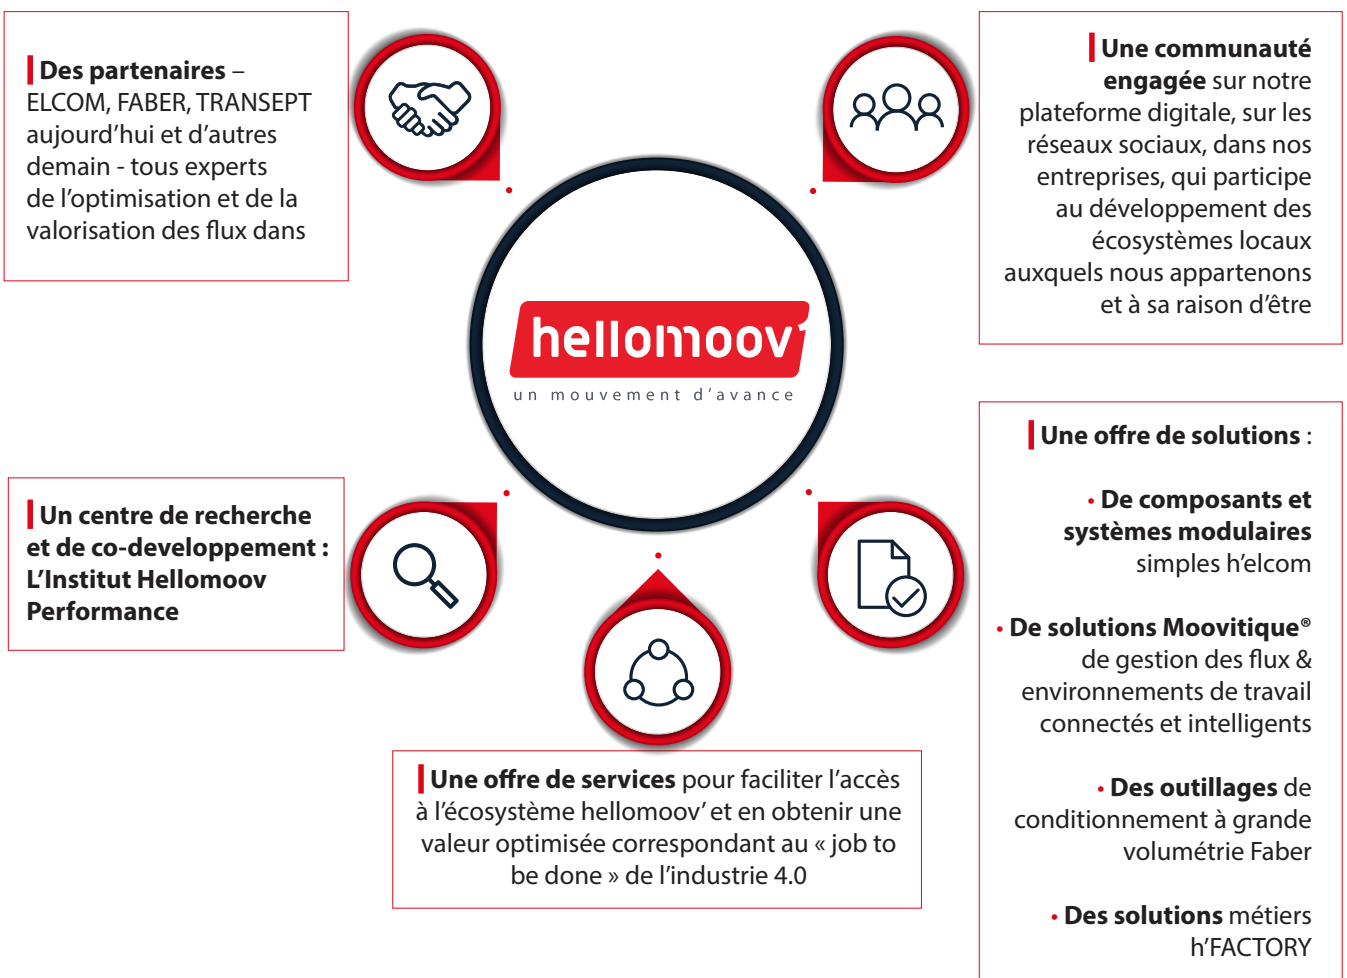 Des partenaires –
ELCOM, FABER, TRANSEPT
aujourd’hui et d’autres
demain - tous experts
de l’optimisation et de la
valorisation des flux dans
Une communauté
engagée sur notre
plateforme digitale, sur les
réseaux sociaux, dans nos
entreprises, qui participe
au développement des
écosystèmes locaux
auxquels nous appartenons
et à sa raison d’être
hellomoov’
un mouvement d’avance
Un centre de recherche
et de co-developpement :
L’Institut Hellomoov
Performance
Une offre de services pour faciliter l’accès
à l’écosystème hellomoov’ et en obtenir une
valeur optimisée correspondant au « job to
be done » de l’industrie 4.0
Une offre de solutions :
• De composants et
systèmes modulaires
simples h’elcom
• De solutions Moovitique®
de gestion des flux &
environnements de travail
connectés et intelligents
• Des outillages de
conditionnement à grande
volumétrie Faber
• Des solutions métiers
h’FACTORY